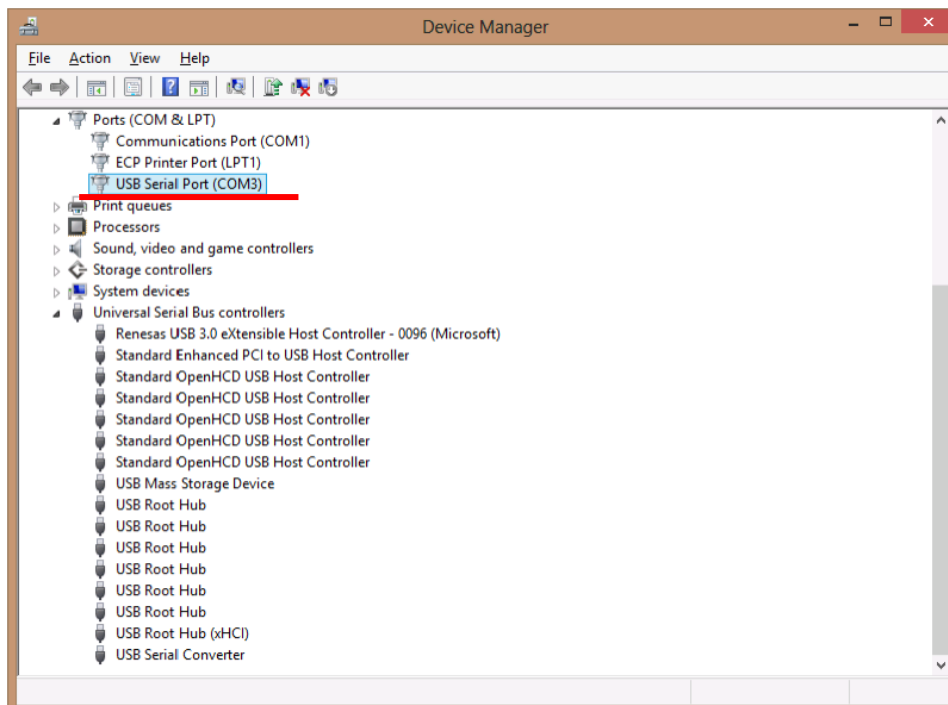 Device Manager
File Action View Help
Ports (COM & LPT)
Communications Port (COM1)
ECP Printer Port (LPT1)
USB Serial Port (COM3)
Print queues
Processors
Sound, video and game controllers
Storage controllers
System devices
Universal Serial Bus controllers
Renesas USB 3.0 eXtensible Host Controller - 0096 (Microsoft)
Standard Enhanced PCI to USB Host Controller
Standard OpenHCD USB Host Controller
Standard OpenHCD USB Host Controller
Standard OpenHCD USB Host Controller
Standard OpenHCD USB Host Controller
Standard OpenHCD USB Host Controller
USB Mass Storage Device
USB Root Hub
USB Root Hub
USB Root Hub
USB Root Hub
USB Root Hub
USB Root Hub
USB Root Hub (xHCI)
USB Serial Converter